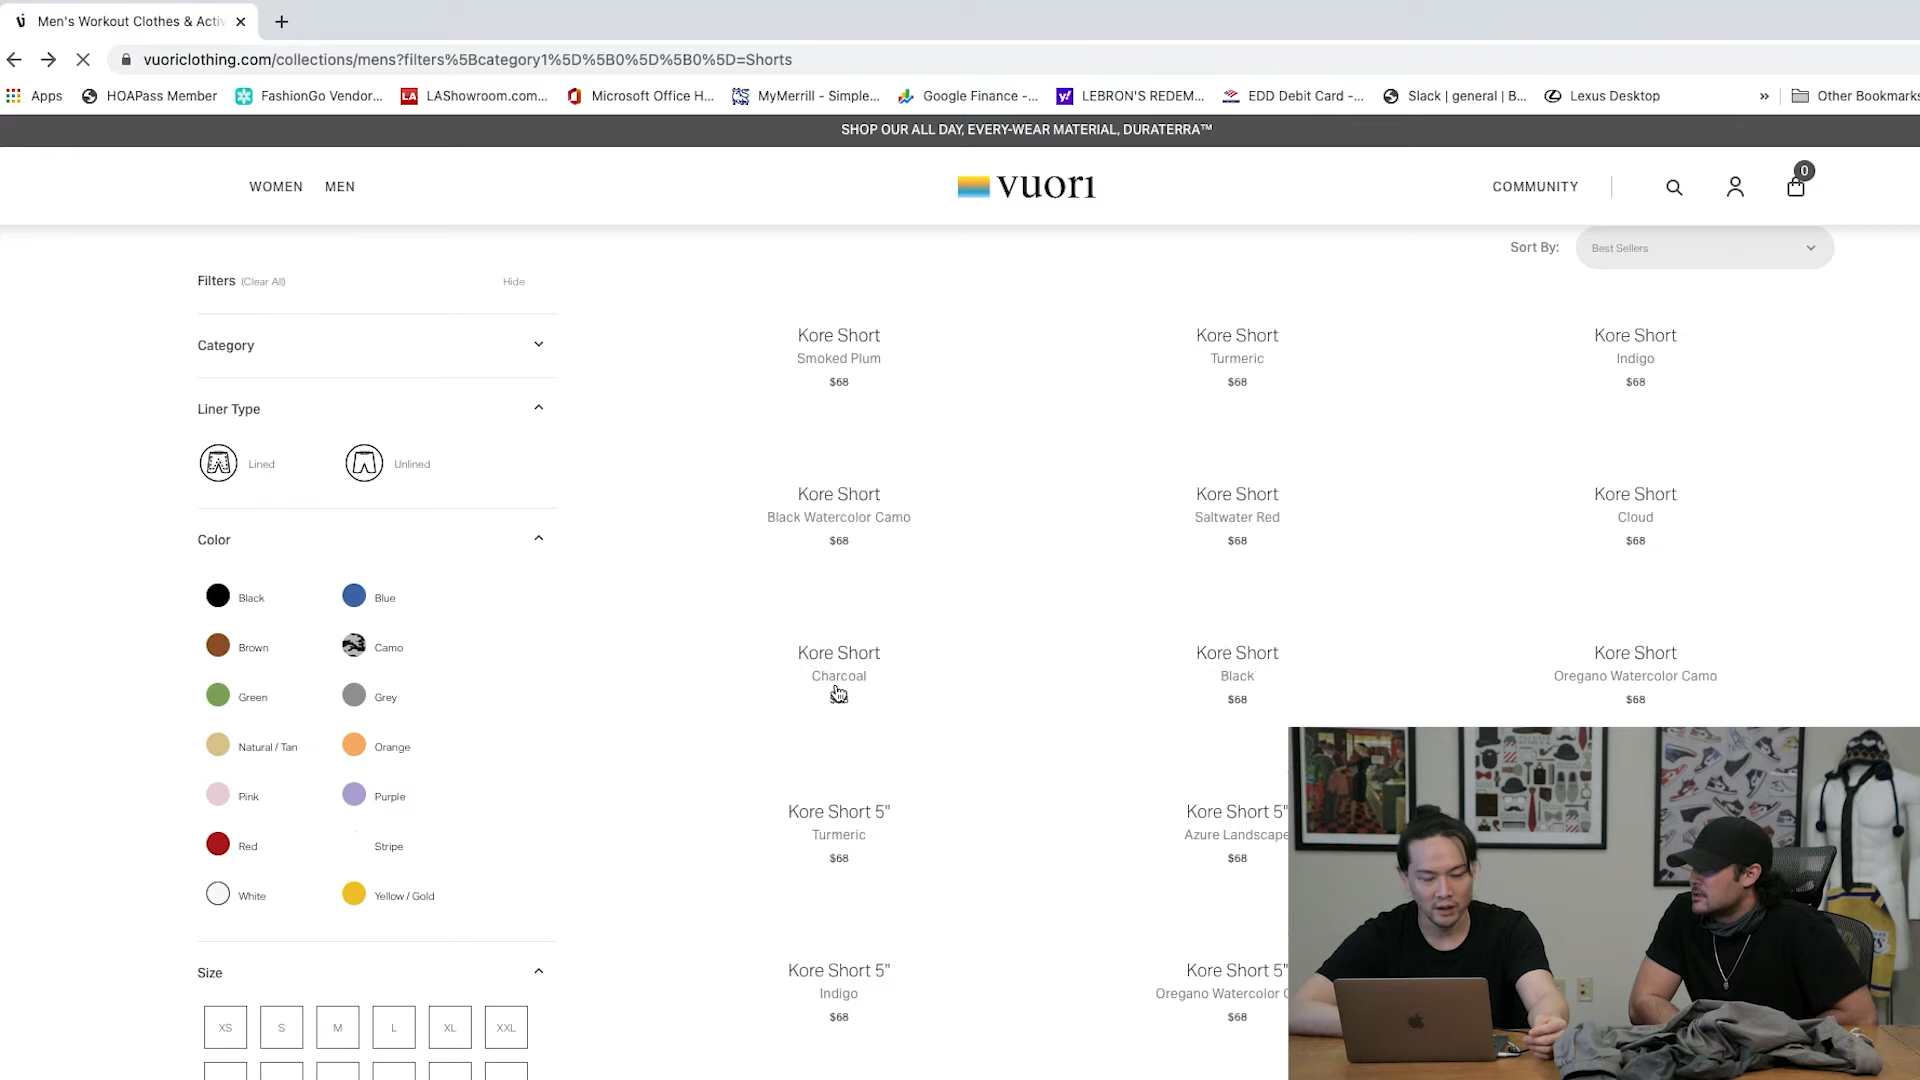 Men's Workout Clothes & Activ
vuoriclothing.com/collections/mens?filters%5Bcategory1%5D%5B0%5D%5B0%5D=Shorts
Apps HOAPass Member FashionGo Vendor... LAShowroom.com... Microsoft Office H... MyMerrill - Simple... Google Finance -... LEBRON'S REDEM... EDD Debit Card -... Slack | general | B... Lexus Desktop » Other Bookmarks
SHOP OUR ALL DAY, EVERY-WEAR MATERIAL, DURATERRA™
WOMEN MEN vuori COMMUNITY 0
Sort By: Best Sellers
Filters (Clear All) Hide
Category
Liner Type
Lined Unlined
Color
Black Blue
Brown Camo
Green Grey
Natural / Tan Orange
Pink Purple
Red Stripe
White Yellow / Gold
Size
XS S M L XL XXL
Kore Short Kore Short Kore Short
Smoked Plum Turmeric Indigo
$68 $68 $68
Kore Short Kore Short Kore Short
Black Watercolor Camo Saltwater Red Cloud
$68 $68 $68
Kore Short Kore Short Kore Short
Charcoal Black Oregano Watercolor Camo
$68 $68 $68
Kore Short 5" Kore Short 5"
Turmeric Azure Landscape
$68 $68
Kore Short 5" Kore Short 5"
Indigo Oregano Watercolor C
$68 $68